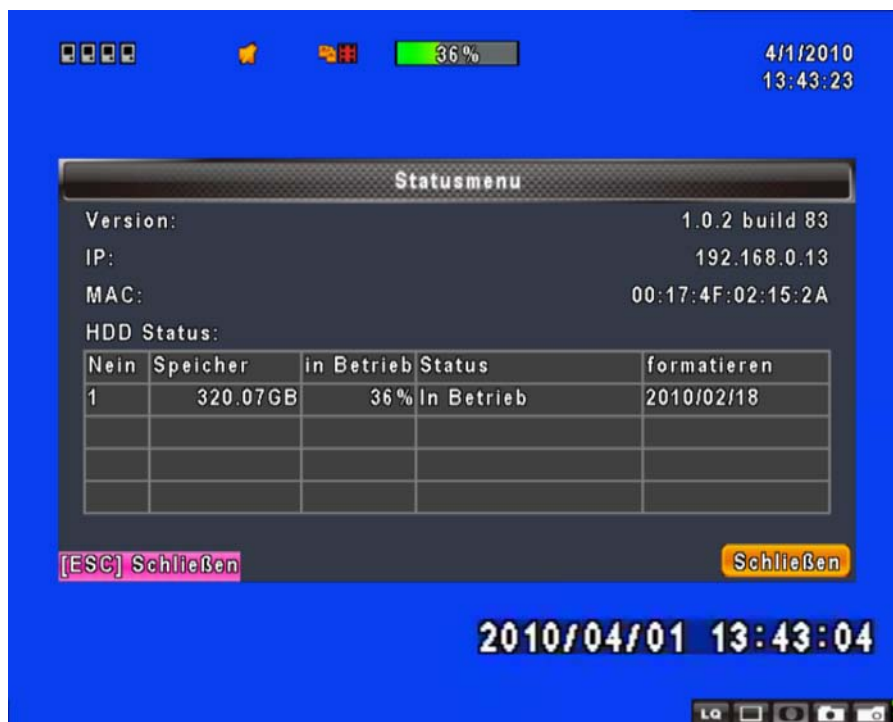 36% 4/1/2010
13:43:23
Statusmenu
Version: 1.0.2 build 83
IP: 192.168.0.13
MAC: 00:17:4F:02:15:2A
HDD Status:
Nein Speicher in Betrieb Status formatieren
1 320.07GB 36% In Betrieb 2010/02/18
[ESC] Schließen Schließen
2010/04/01 13:43:04
LQ